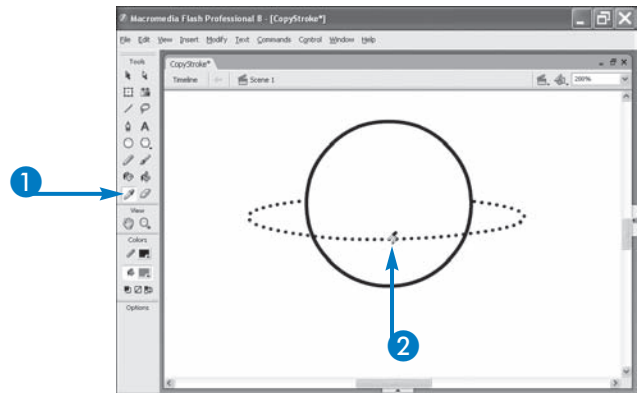 Macromedia Flash Professional 8 - [CopyStroke*]
File Edit View Insert Modify Text Commands Control Window Help
Tools
CopyStroke*
Timeline
Scene 1
200%
A
1
View
Colors
Options
2